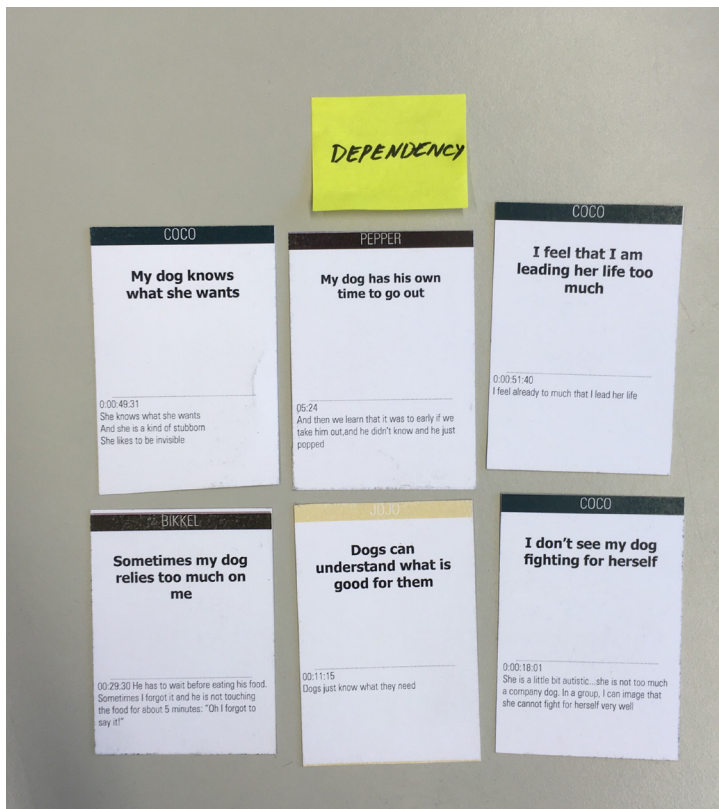 DEPENDENCY
COCO
My dog knows
what she wants
0:00:49:31
She knows what she wants
And she is a kind of stubborn
She likes to be invisible
PEPPER
My dog has his own
time to go out
05:24
And then we learn that it was to early if we
take him out,and he didn't know and he just
popped
COCO
I feel that I am
leading her life too
much
0:00:51:40
I feel already to much that I lead her life
BIKKEL
Sometimes my dog
relies too much on
me
00:29:30 He has to wait before eating his food.
Sometimes I forgot it and he is not touching
the food for about 5 minutes: "Oh I forgot to
say it!"
JOJO
Dogs can
understand what is
good for them
00:11:15
Dogs just know what they need
COCO
I don't see my dog
fighting for herself
0:00:18:01
She is a little bit autistic...she is not too much
a company dog. In a group, I can image that
she cannot fight for herself very well